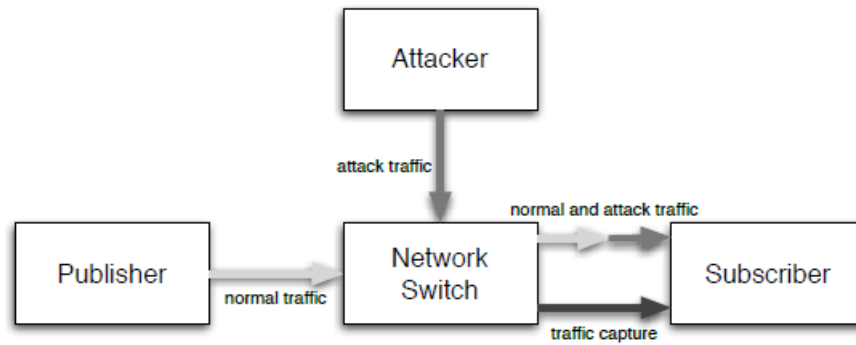 Attacker
attack traffic
normal and attack traffic
Publisher
normal traffic
Network
Switch
Subscriber
traffic capture